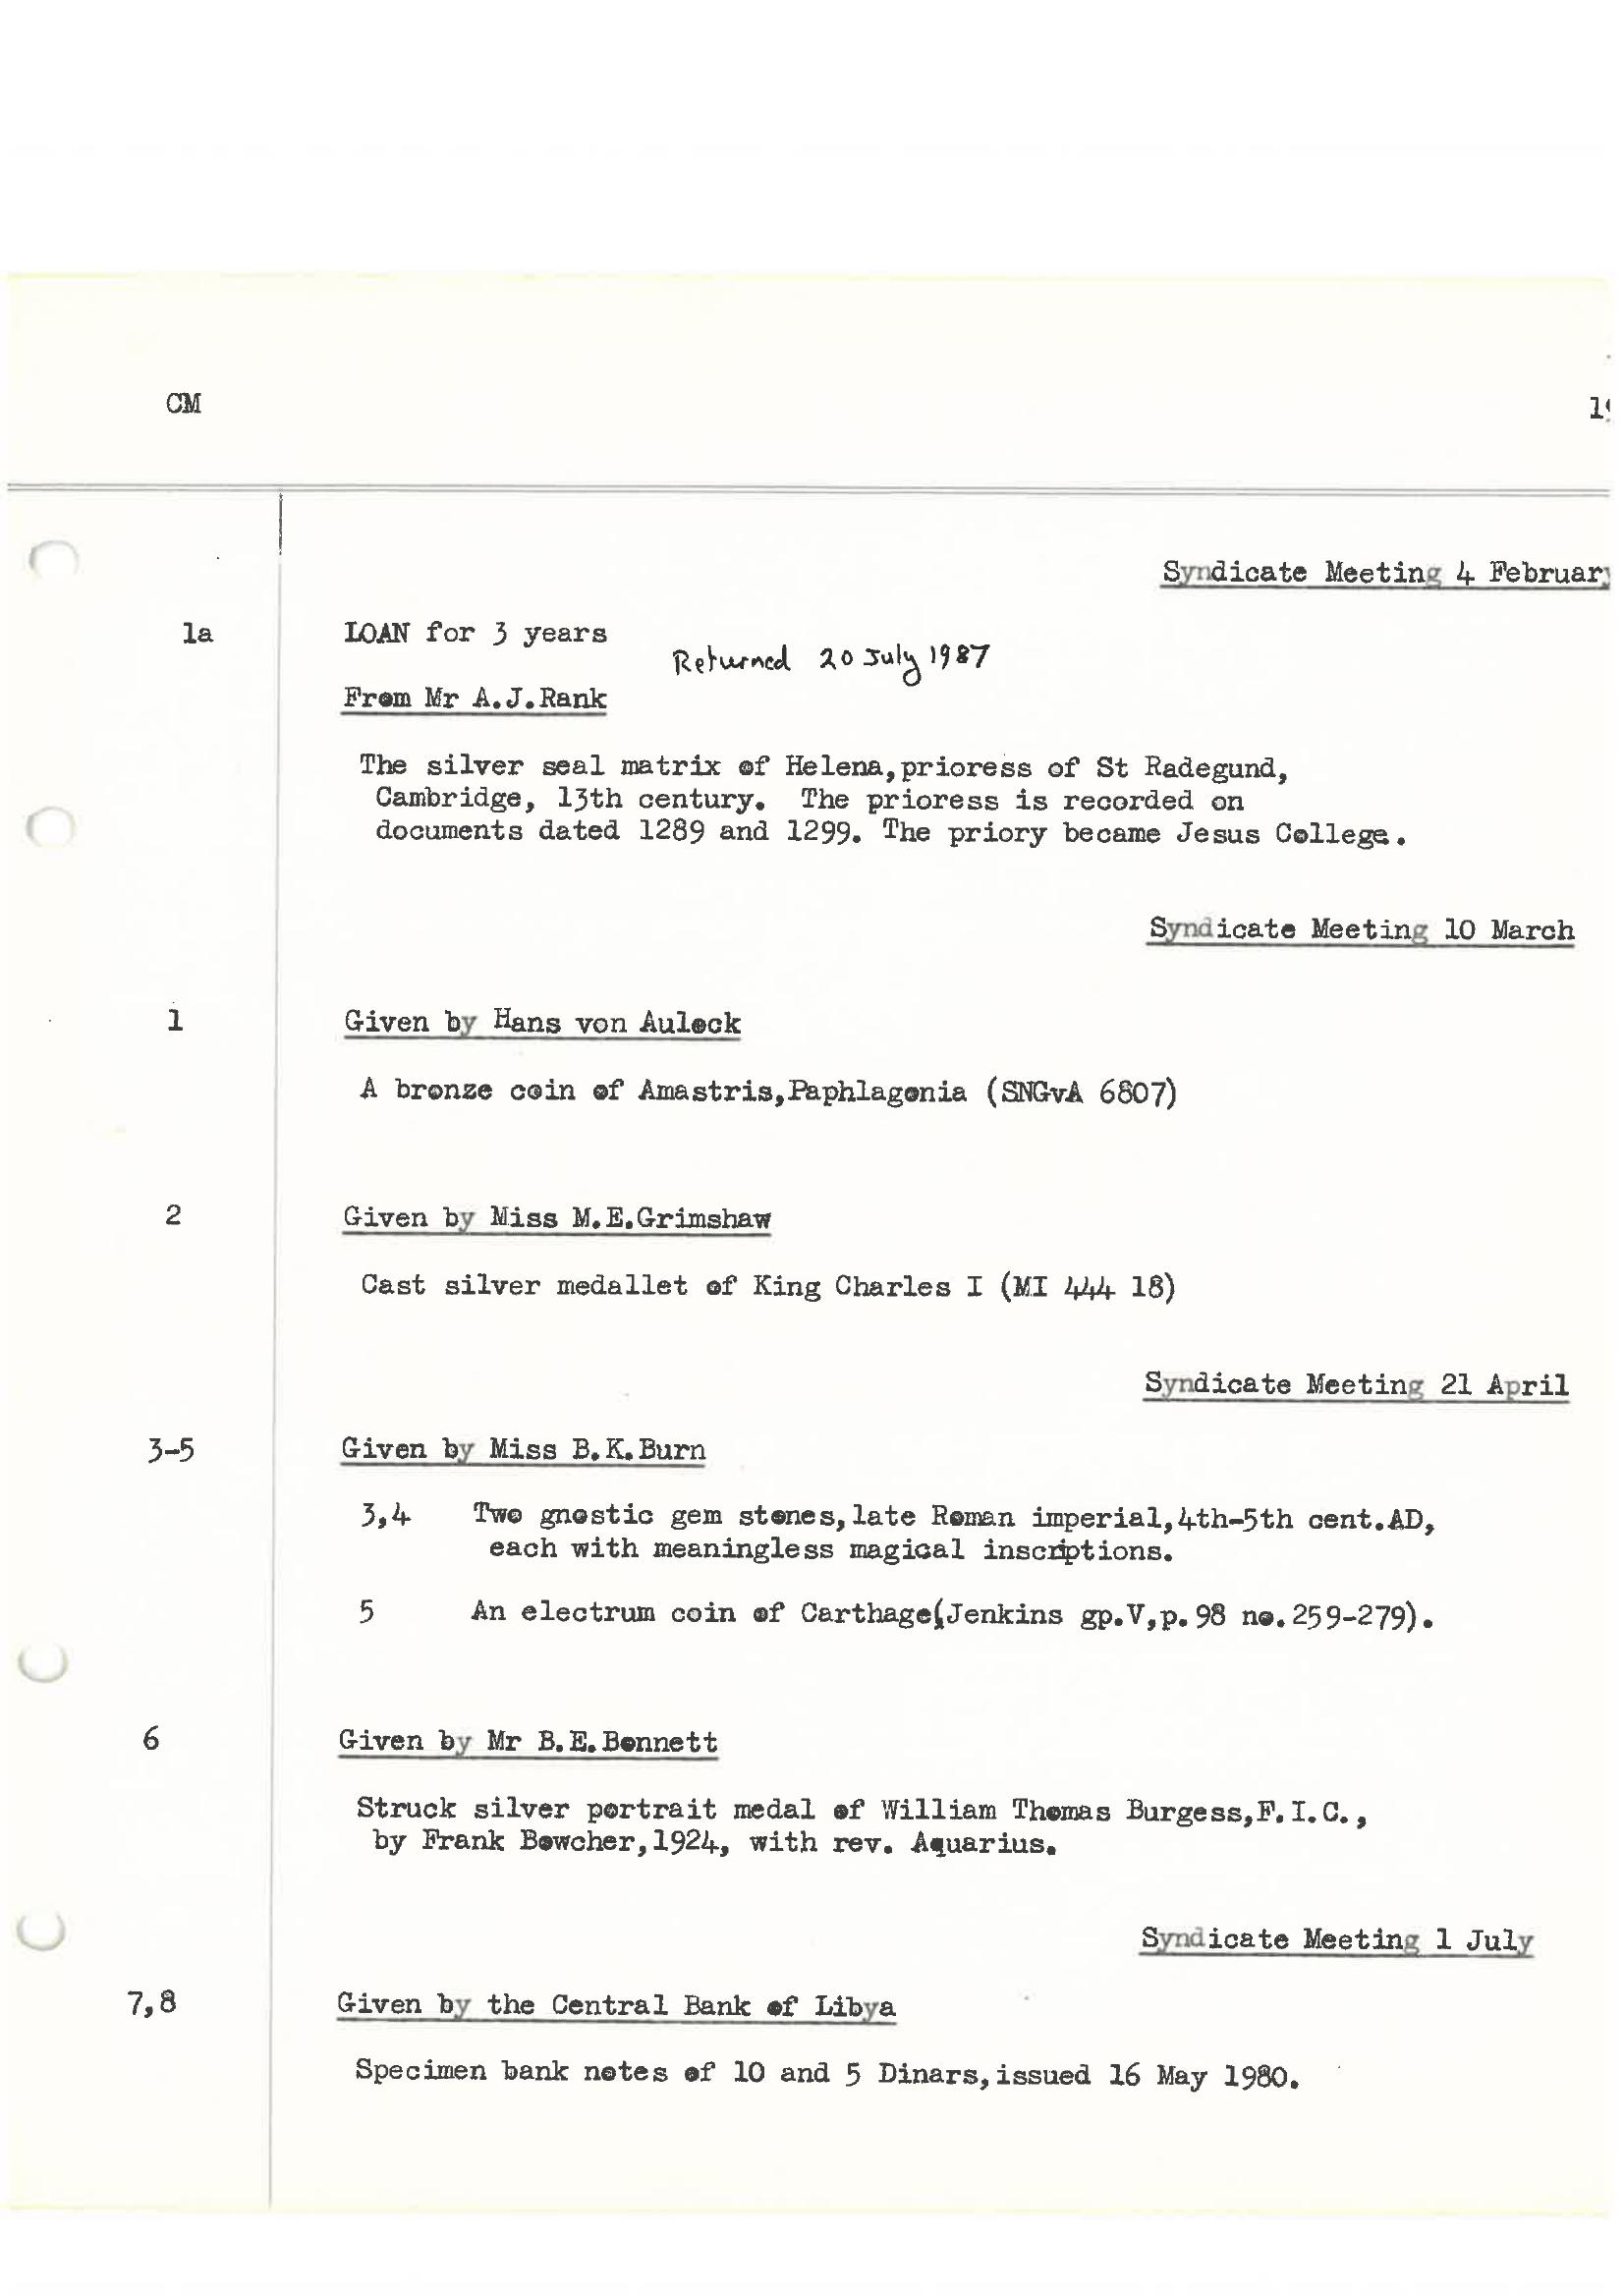 CM
Syndicate Meeting 4 Februar
1a LOAN for 3 years
Returned 20 July 1987
From Mr A.J.Rank
The silver seal matrix of Helena,prioress of St Radegund,
Cambridge, 13th century. The prioress is recorded on
documents dated 1289 and 1299. The priory became Jesus College.
Syndicate Meeting 10 March
1 Given by Hans von Aulock
A bronze coin of Amastris,Paphlagonia (SNGvA 6807)
2 Given by Miss M.E.Grimshaw
Cast silver medallet of King Charles I (MI 444 18)
Syndicate Meeting 21 April
3-5 Given by Miss B.K.Burn
3,4 Two gnostic gem stones,late Roman imperial,4th-5th cent.AD,
each with meaningless magical inscriptions.
5 An electrum coin of Carthage(Jenkins gp.V,p.98 no.259-279).
6 Given by Mr B.E.Bennett
Struck silver portrait medal of William Thomas Burgess,F.I.C.,
by Frank Bowcher,1924, with rev. Aquarius.
Syndicate Meeting 1 July
7,8 Given by the Central Bank of Libya
Specimen bank notes of 10 and 5 Dinars,issued 16 May 1980.